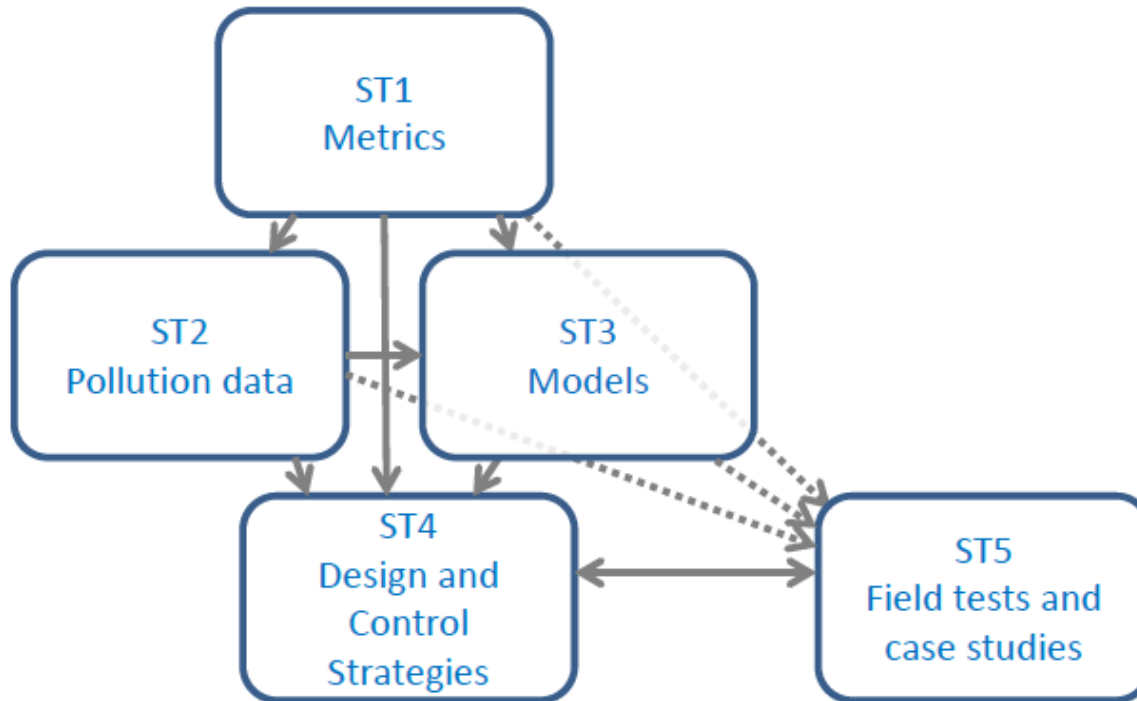 ST1
Metrics
ST2
Pollution data
ST3
Models
ST4
Design and
Control
Strategies
ST5
Field tests and
case studies